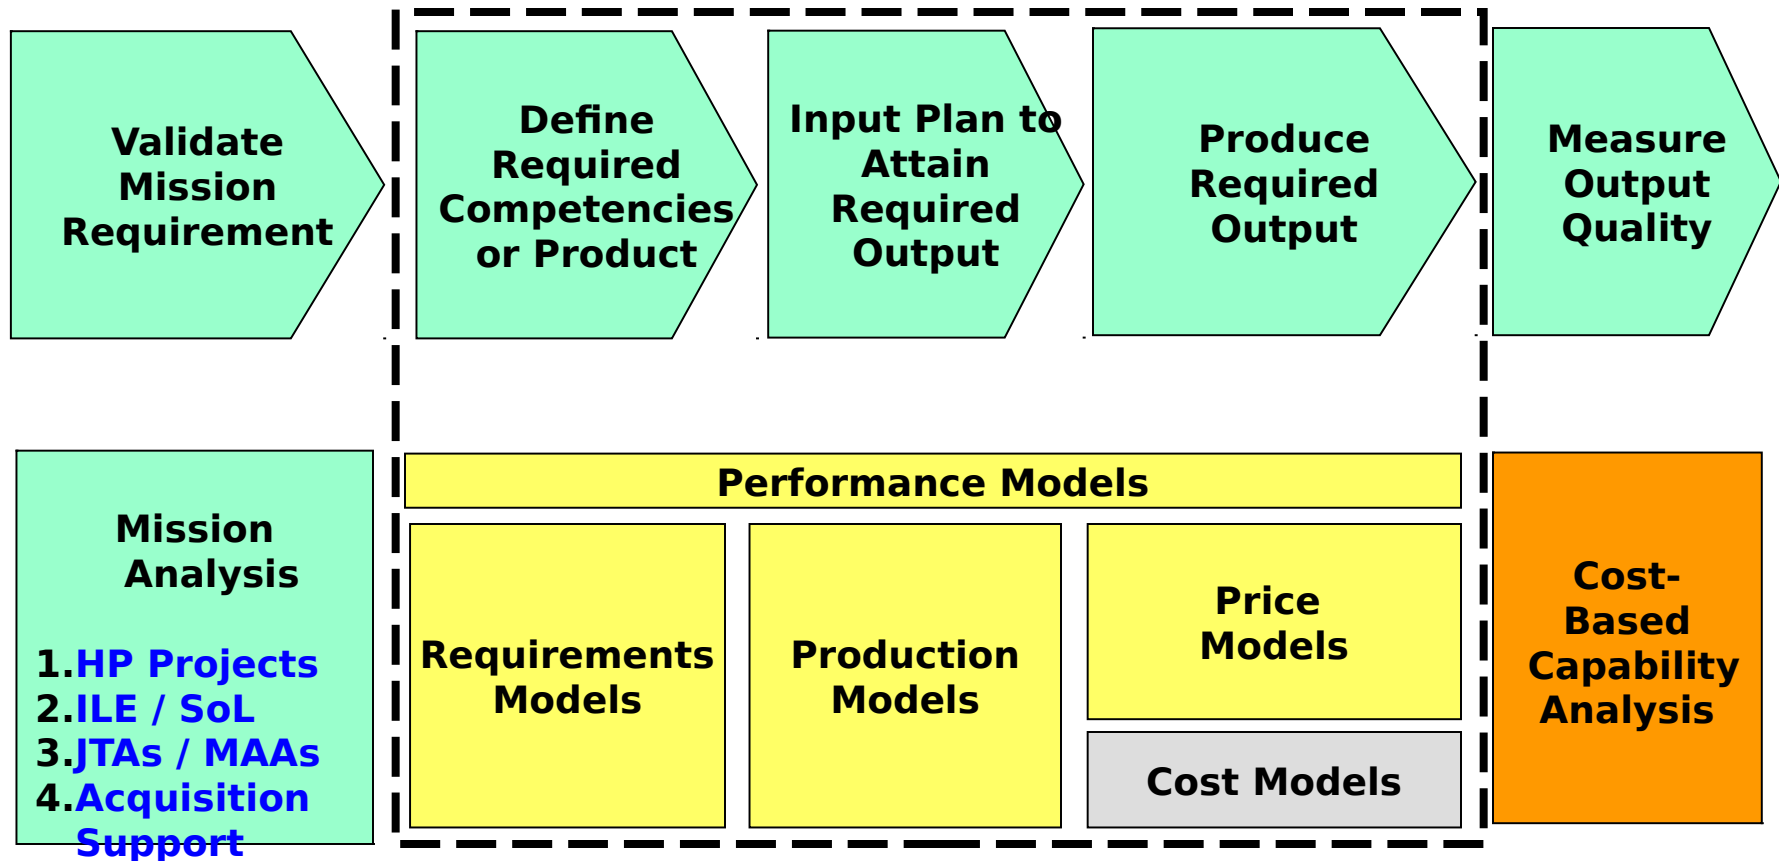 Validate
Mission
Requirement
Define
Required
Competencies
or Product
Input Plan to
Attain
Required
Output
Produce
Required
Output
Measure
Output
Quality
Mission
Analysis
1.HP Projects
2.ILE / SoL
3.JTAs / MAAs
4.Acquisition
Support
Performance Models
Requirements
Models
Production
Models
Price
Models
Cost Models
Cost-
Based
Capability
Analysis